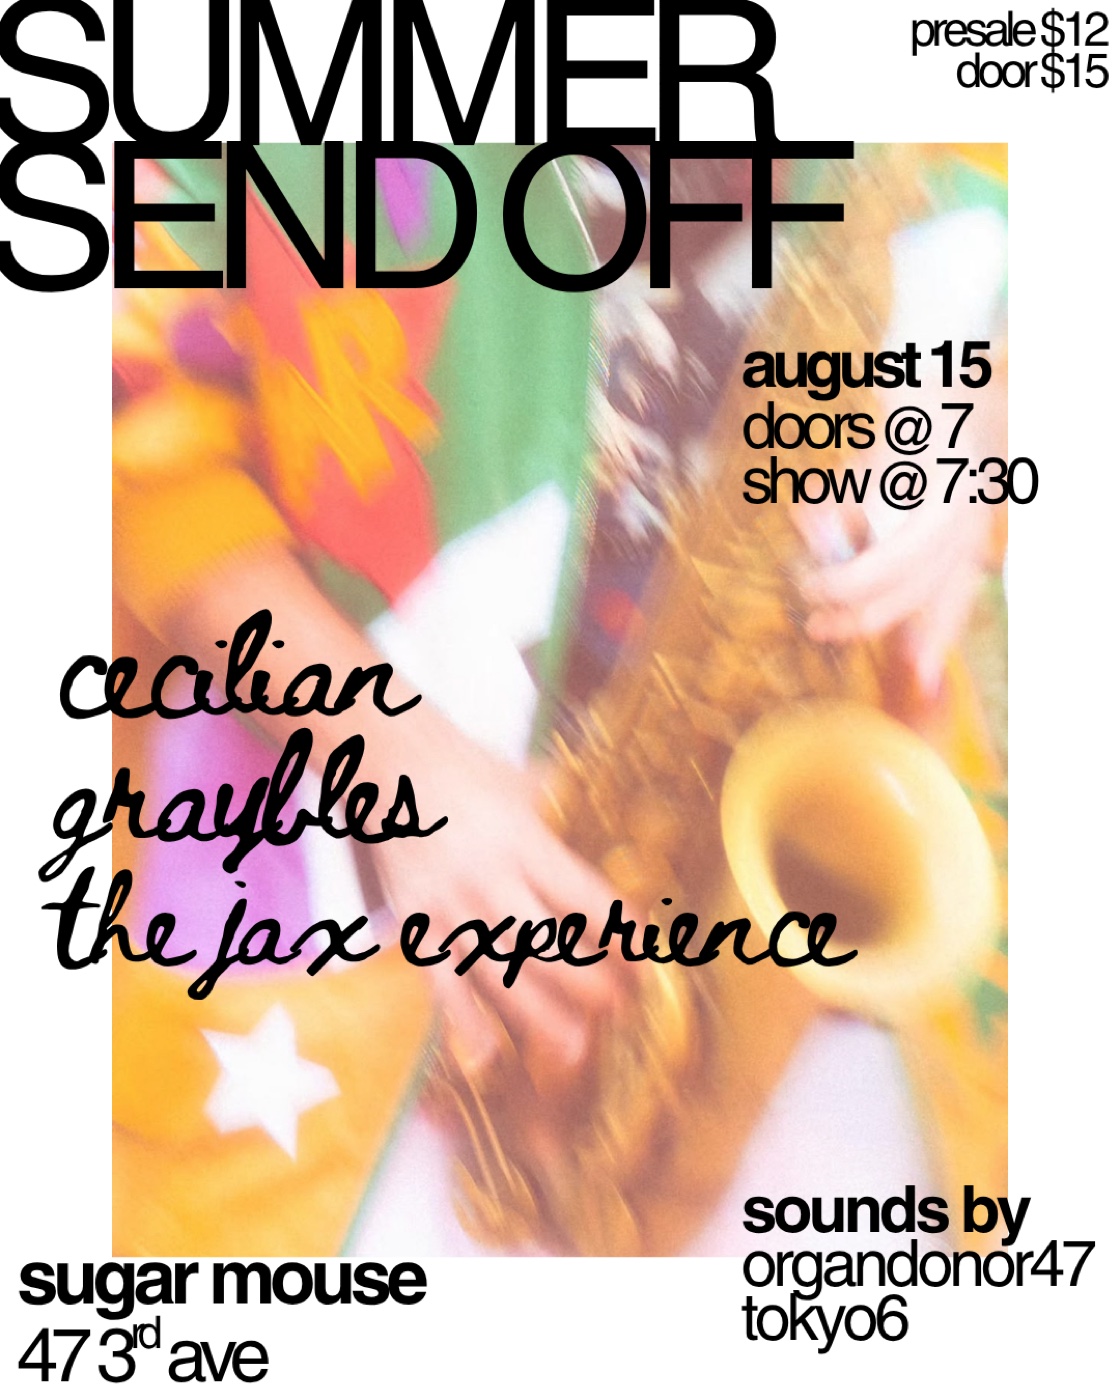 SUMMER
SEND OFF
presale $12
door $15
august 15
doors @ 7
show @ 7:30
cecilian
graybles
the jax experience
sounds by
organdonor47
tokyo6
sugar mouse
47 3rd ave